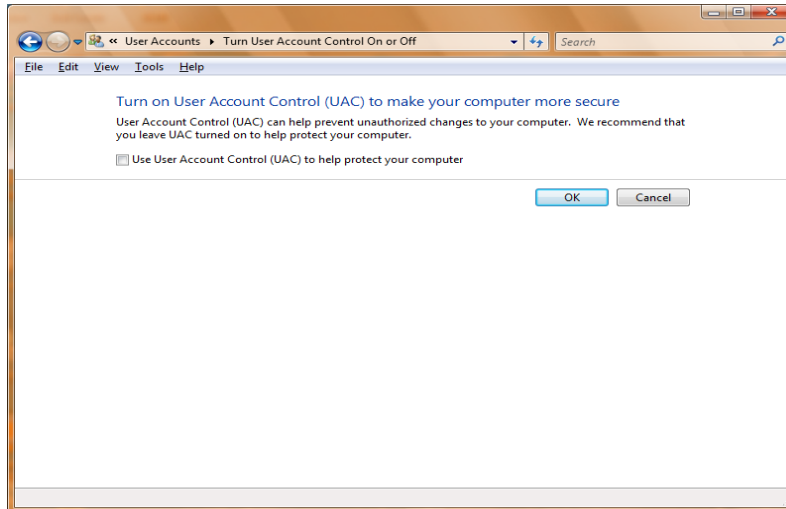 « User Accounts ▸ Turn User Account Control On or Off Search
File Edit View Tools Help
Turn on User Account Control (UAC) to make your computer more secure
User Account Control (UAC) can help prevent unauthorized changes to your computer. We recommend that
you leave UAC turned on to help protect your computer.
Use User Account Control (UAC) to help protect your computer
OK Cancel